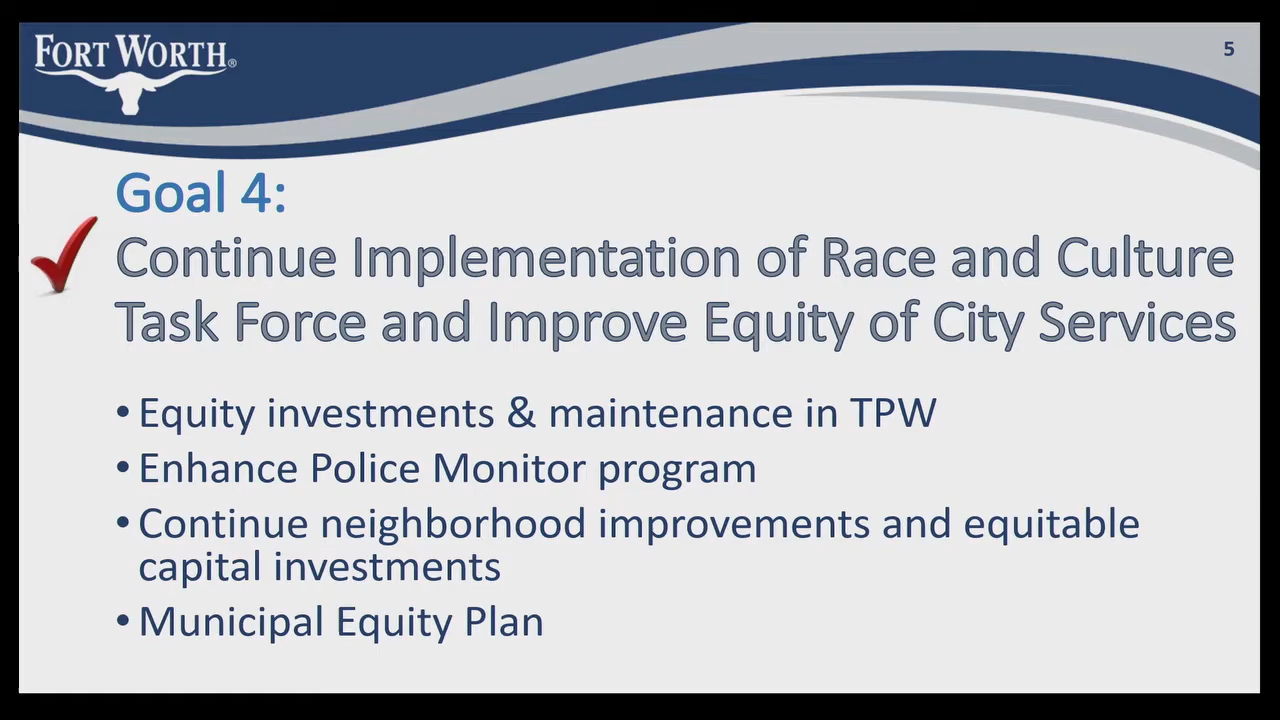 FORT WORTH®
5
Goal 4:
Continue Implementation of Race and Culture
Task Force and Improve Equity of City Services
• Equity investments & maintenance in TPW
• Enhance Police Monitor program
• Continue neighborhood improvements and equitable
capital investments
• Municipal Equity Plan